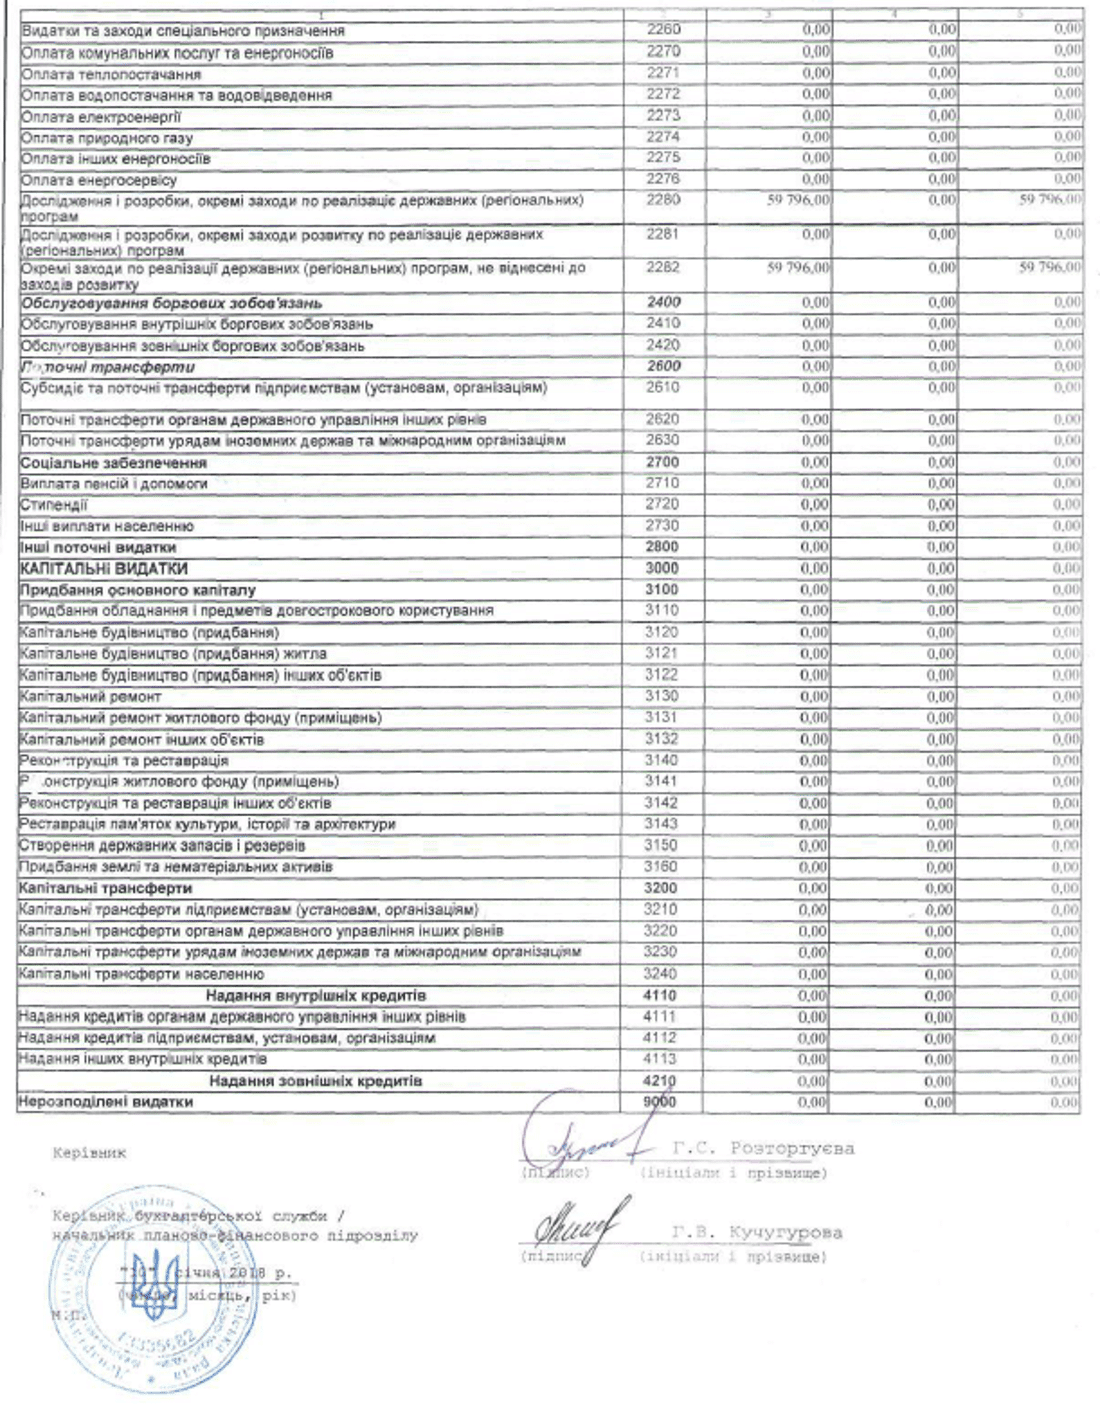 1 2 3 4 5
Видатки та заходи спеціального призначення 2260 0,00 0,00 0,00
Оплата комунальних послуг та енергоносіїв 2270 0,00 0,00 0,00
Оплата теплопостачання 2271 0,00 0,00 0,00
Оплата водопостачання та водовідведення 2272 0,00 0,00 0,00
Оплата електроенергії 2273 0,00 0,00 0,00
Оплата природного газу 2274 0,00 0,00 0,00
Оплата інших енергоносіїв 2275 0,00 0,00 0,00
Оплата енергосервісу 2276 0,00 0,00 0,00
Дослідження і розробки, окремі заходи по реалізаціє державних (регіональних) 2280 59 796,00 0,00 59 796,00
програм
Дослідження і розробки, окремі заходи розвитку по реалізаціє державних 2281 0,00 0,00 0,00
(регіональних) програм
Окремі заходи по реалізації державних (регіональних) програм, не віднесені до 2282 59 796,00 0,00 59 796,00
заходів розвитку
Обслуговування боргових зобов'язань 2400 0,00 0,00 0,00
Обслуговування внутрішніх боргових зобов'язань 2410 0,00 0,00 0,00
Обслуговування зовнішніх боргових зобов'язань 2420 0,00 0,00 0,00
Поточні трансферти 2600 0,00 0,00 0,00
Субсидіє та поточні трансферти підприємствам (установам, організаціям) 2610 0,00 0,00 0,00
Поточні трансферти органам державного управління інших рівнів 2620 0,00 0,00 0,00
Поточні трансферти урядам іноземних держав та міжнародним організаціям 2630 0,00 0,00 0,00
Соціальне забезпечення 2700 0,00 0,00 0,00
Виплата пенсій і допомоги 2710 0,00 0,00 0,00
Стипендії 2720 0,00 0,00 0,00
Інші виплати населенню 2730 0,00 0,00 0,00
Інші поточні видатки 2800 0,00 0,00 0,00
КАПІТАЛЬНІ ВИДАТКИ 3000 0,00 0,00 0,00
Придбання основного капіталу 3100 0,00 0,00 0,00
Придбання обладнання і предметів довгострокового користування 3110 0,00 0,00 0,00
Капітальне будівництво (придбання) 3120 0,00 0,00 0,00
Капітальне будівництво (придбання) житла 3121 0,00 0,00 0,00
Капітальне будівництво (придбання) інших об'єктів 3122 0,00 0,00 0,00
Капітальний ремонт 3130 0,00 0,00 0,00
Капітальний ремонт житлового фонду (приміщень) 3131 0,00 0,00 0,00
Капітальний ремонт інших об'єктів 3132 0,00 0,00 0,00
Реконструкція та реставрація 3140 0,00 0,00 0,00
Реконструкція житлового фонду (приміщень) 3141 0,00 0,00 0,00
Реконструкція та реставрація інших об'єктів 3142 0,00 0,00 0,00
Реставрація пам'яток культури, історії та архітектури 3143 0,00 0,00 0,00
Створення державних запасів і резервів 3150 0,00 0,00 0,00
Придбання землі та нематеріальних активів 3160 0,00 0,00 0,00
Капітальні трансферти 3200 0,00 0,00 0,00
Капітальні трансферти підприємствам (установам, організаціям) 3210 0,00 0,00 0,00
Капітальні трансферти органам державного управління інших рівнів 3220 0,00 0,00 0,00
Капітальні трансферти урядам іноземних держав та міжнародним організаціям 3230 0,00 0,00 0,00
Капітальні трансферти населенню 3240 0,00 0,00 0,00
Надання внутрішніх кредитів 4110 0,00 0,00 0,00
Надання кредитів органам державного управління інших рівнів 4111 0,00 0,00 0,00
Надання кредитів підприємствам, установам, організаціям 4112 0,00 0,00 0,00
Надання інших внутрішніх кредитів 4113 0,00 0,00 0,00
Надання зовнішніх кредитів 4210 0,00 0,00 0,00
Нерозподілені видатки 9000 0,00 0,00 0,00
Керівник Г.С. Розторгуєва
(підпис) (ініціали і прізвище)
Керівник бухгалтерської служби /
начальник планово-фінансового підрозділу Г.В. Кучугурова
(підпис) (ініціали і прізвище)
"10" січня 2018 р.
(число, місяць, рік)
М.П.